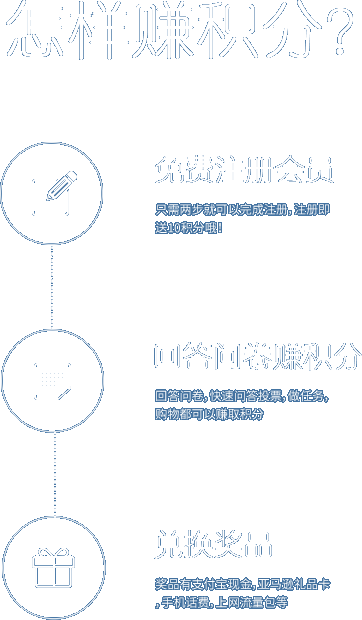 怎样赚积分?
免费注册会员
只需两步就可以完成注册, 注册即
送10积分哦!
回答问卷赚积分
回答问卷, 快速问答投票, 做任务,
购物都可以赚取积分
兑换奖品
奖品有支付宝现金, 亚马逊礼品卡
, 手机话费, 上网流量包等